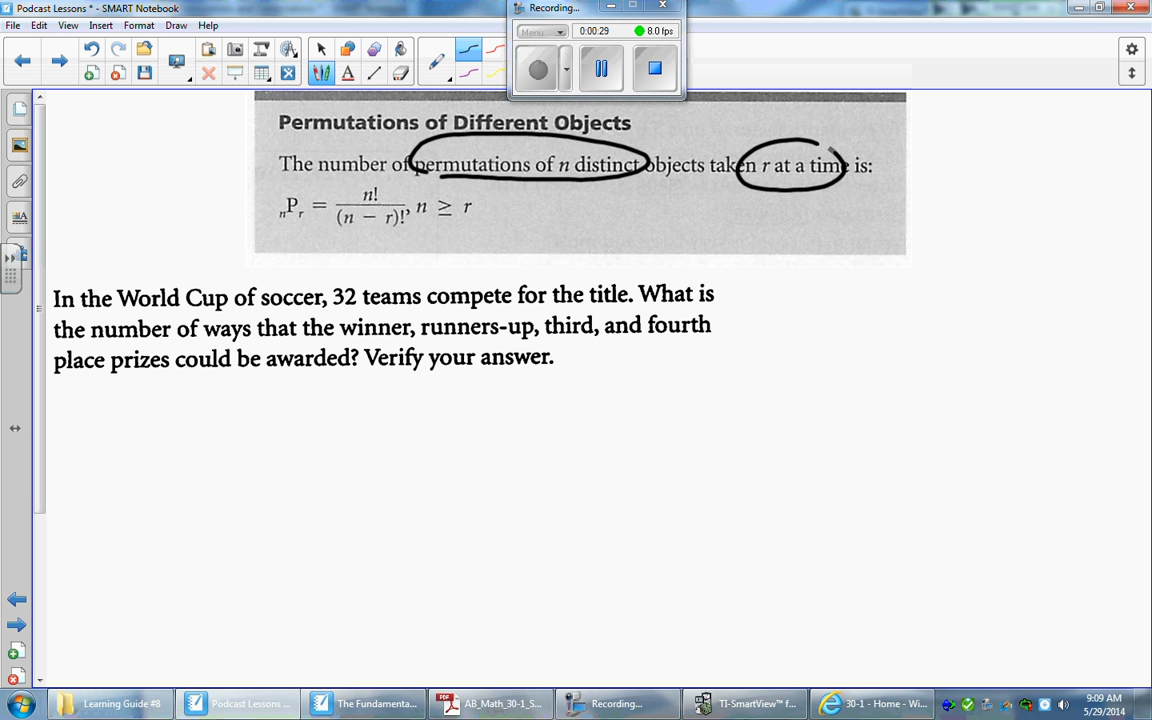 Podcast Lessons * - SMART Notebook
Recording...
File Edit View Insert Format Draw Help
Menu 0:00:29 8.0 fps
Permutations of Different Objects
The number of permutations of n distinct objects taken r at a time is:
nPr = n!/(n − r)!, n ≥ r
In the World Cup of soccer, 32 teams compete for the title. What is
the number of ways that the winner, runners-up, third, and fourth
place prizes could be awarded? Verify your answer.
Learning Guide #8 Podcast Lessons ... The Fundamenta... AB_Math_30-1_S... Recording... TI-SmartView™ f... 30-1 - Home - Wi... 9:09 AM
5/29/2014